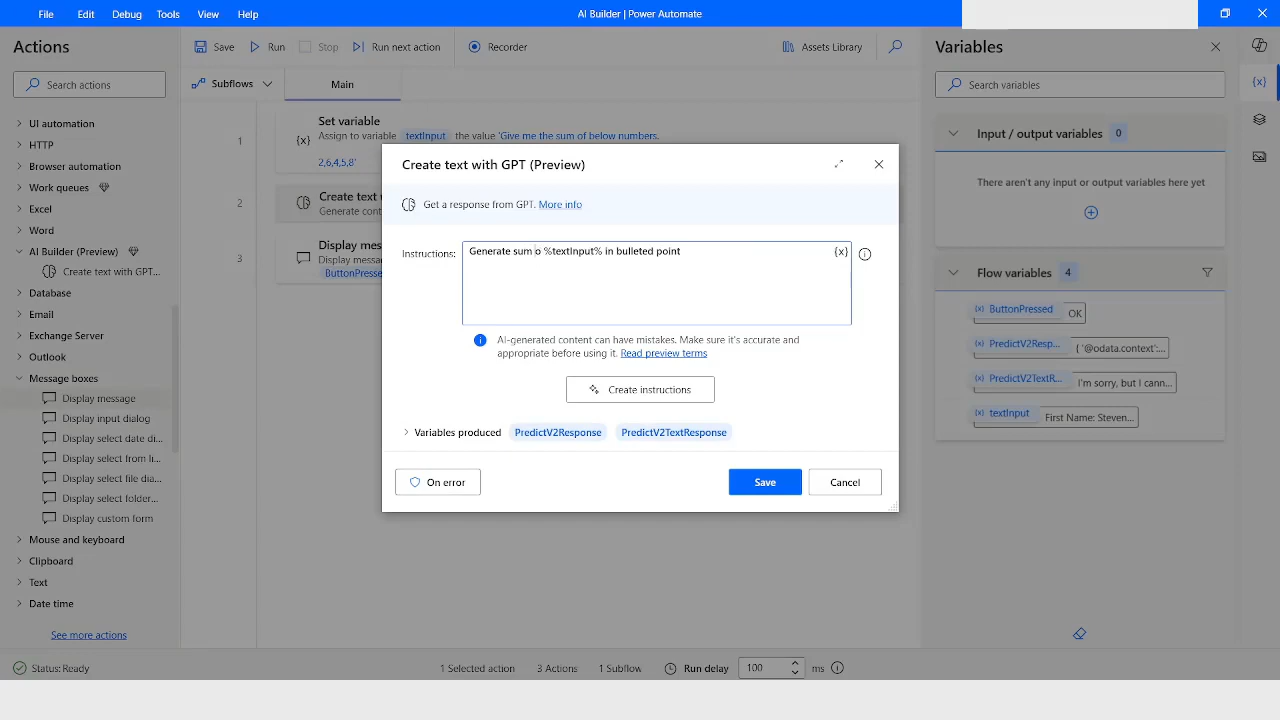 File Edit Debug Tools View Help
AI Builder | Power Automate
Actions
Search actions
UI automation
HTTP
Browser automation
Work queues
Excel
Word
AI Builder (Preview)
Create text with GPT...
Database
Email
Exchange Server
Outlook
Message boxes
Display message
Display input dialog
Display select date di...
Display select from li...
Display select file dia...
Display select folder...
Display custom form
Mouse and keyboard
Clipboard
Text
Date time
See more actions
Save Run Stop Run next action Recorder Assets Library
Subflows Main
1
Set variable
Assign to variable textInput the value 'Give me the sum of below numbers.
2,6,4,5,8'
2
Create text
Generate cont
3
Display mes
Display messa
ButtonPresse
Create text with GPT (Preview)
Get a response from GPT. More info
Instructions:
Generate sum o %textInput% in bulleted point
{x}
AI-generated content can have mistakes. Make sure it's accurate and
appropriate before using it. Read preview terms
Create instructions
Variables produced PredictV2Response PredictV2TextResponse
On error Save Cancel
Variables
Search variables
Input / output variables 0
There aren't any input or output variables here yet
Flow variables 4
{x} ButtonPressed OK
{x} PredictV2Resp... { '@odata.context':...
{x} PredictV2TextR... I'm sorry, but I cann...
{x} textInput First Name: Steven...
{x}
Status: Ready 1 Selected action 3 Actions 1 Subflow Run delay 100 ms